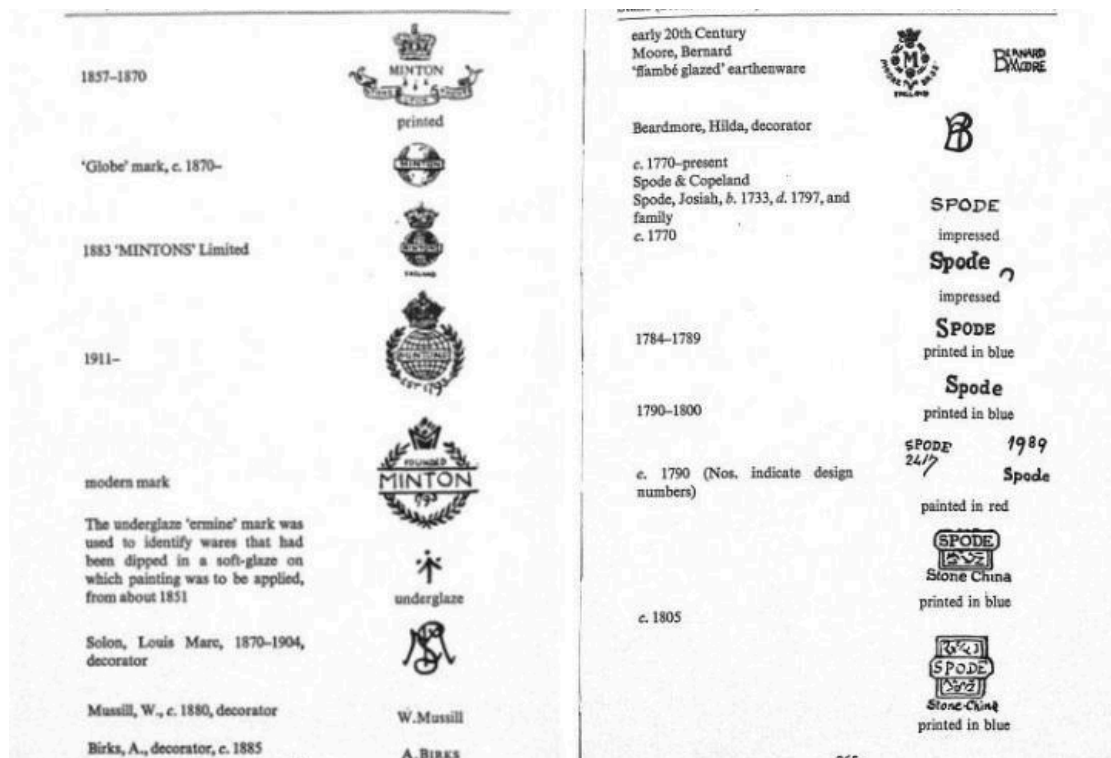 1857–1870
MINTON
printed
'Globe' mark, c. 1870–
MINTON
1883 'MINTONS' Limited
MINTON
ENGLAND
1911–
MINTONS
EST 1793
modern mark
FOUNDED
MINTON
1793
The underglaze 'ermine' mark was
used to identify wares that had
been dipped in a soft-glaze on
which painting was to be applied,
from about 1851
underglaze
Solon, Louis Marc, 1870–1904,
decorator
Mussill, W., c. 1880, decorator
W.Mussill
Birks, A., decorator, c. 1885
A.BIRKS
early 20th Century
Moore, Bernard
'flambé glazed' earthenware
M
ENGLAND
BERNARD
MOORE
Beardmore, Hilda, decorator
B
c. 1770–present
Spode & Copeland
Spode, Josiah, b. 1733, d. 1797, and
family
c. 1770
SPODE
impressed
Spode
impressed
1784–1789
SPODE
printed in blue
1790–1800
Spode
printed in blue
c. 1790 (Nos. indicate design
numbers)
SPODE
1989
Spode
painted in red
SPODE
Stone China
printed in blue
c. 1805
SPODE
Stone-China
printed in blue